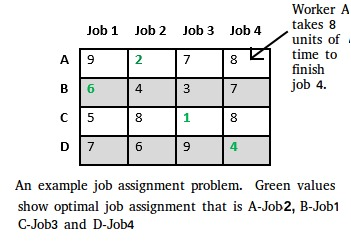 Worker A
takes 8
units of
time to
finish
job 4.
Job 1 Job 2 Job 3 Job 4
A 9 2 7 8
B 6 4 3 7
C 5 8 1 8
D 7 6 9 4
An example job assignment problem. Green values
show optimal job assignment that is A-Job2, B-Job1
C-Job3 and D-Job4